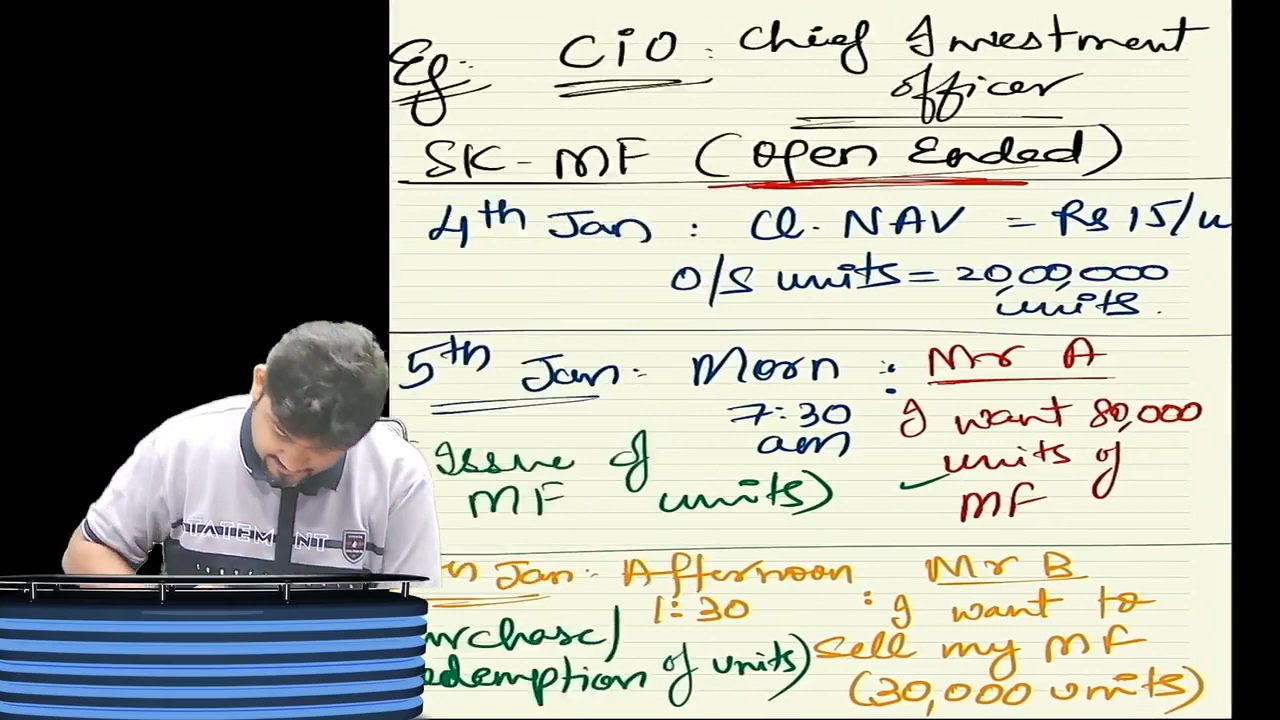 Eg:- CiO : Chief Investment
officer
SK-MF (Open Ended)
4th Jan : Cl. NAV = Rs 15/u
O/S units = 20,00,000
units.
5th Jan: Morn : Mr A
7:30 I want 80,000
am units of
Issue of MF
MF units)
Jan: Afternoon Mr B
1:30 : I want to
urchase) Sell my MF
edemption of units) (30,000 units)
TATEMENT